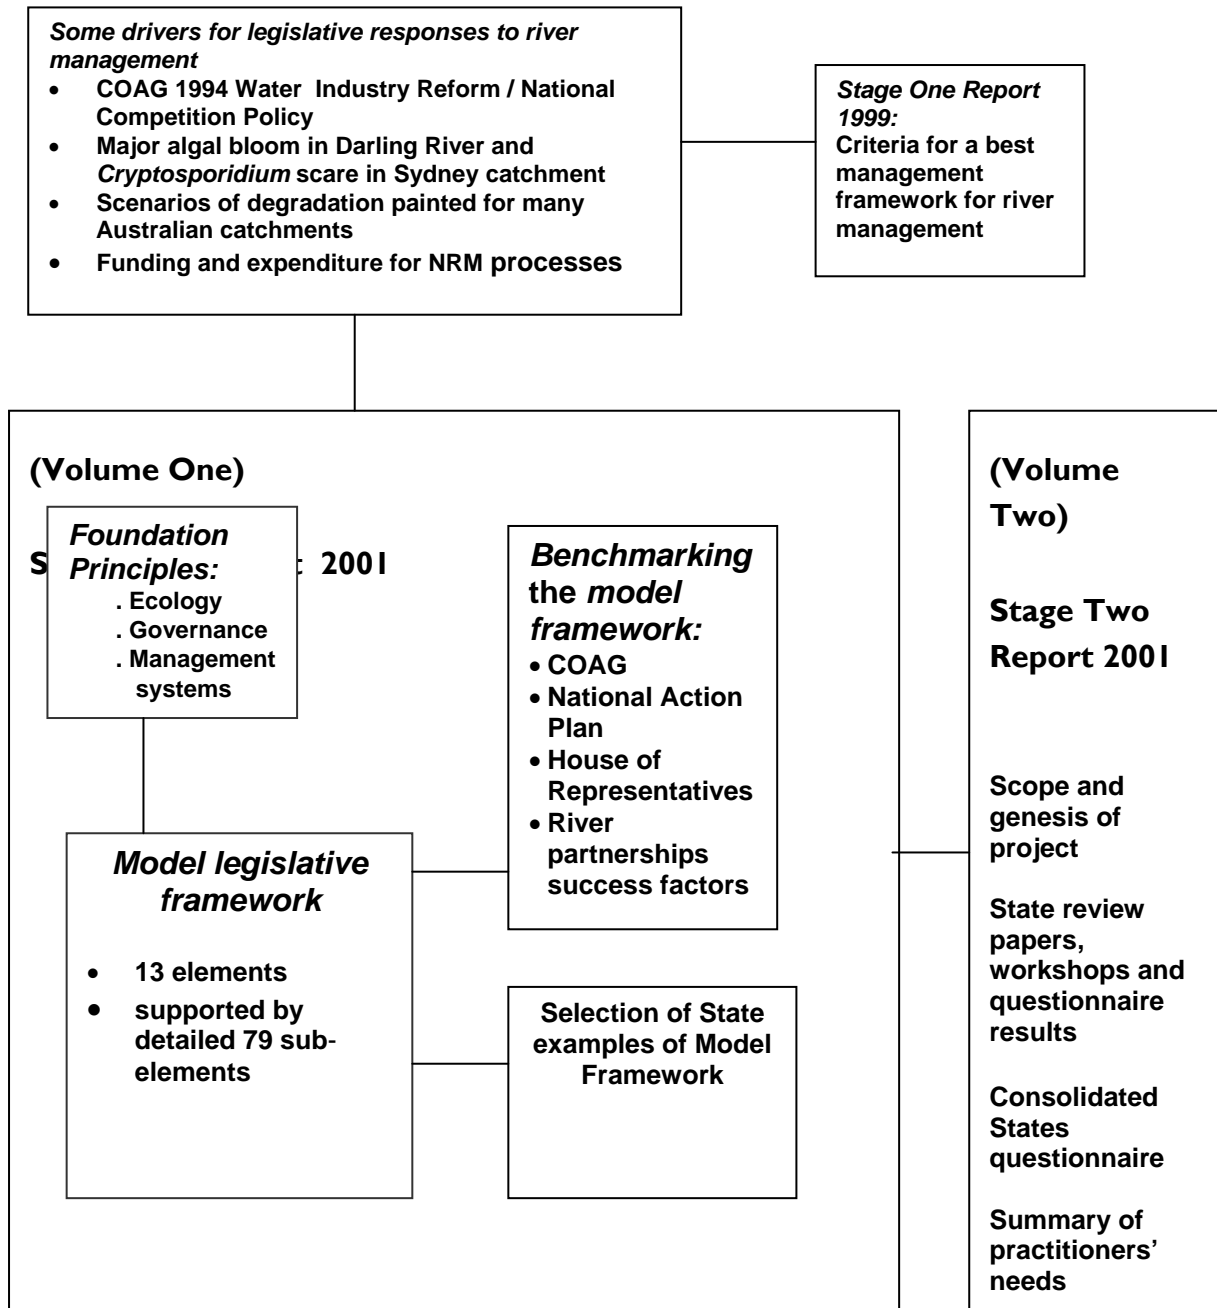 Some drivers for legislative responses to river
management
• COAG 1994 Water Industry Reform / National
Competition Policy
• Major algal bloom in Darling River and
Cryptosporidium scare in Sydney catchment
• Scenarios of degradation painted for many
Australian catchments
• Funding and expenditure for NRM processes
Stage One Report
1999:
Criteria for a best
management
framework for river
management
(Volume One)
2001
Foundation
Principles:
. Ecology
. Governance
. Management
systems
Benchmarking
the model
framework:
• COAG
• National Action
Plan
• House of
Representatives
• River
partnerships
success factors
Model legislative
framework
• 13 elements
• supported by
detailed 79 sub-
elements
Selection of State
examples of Model
Framework
(Volume
Two)
Stage Two
Report 2001
Scope and
genesis of
project
State review
papers,
workshops and
questionnaire
results
Consolidated
States
questionnaire
Summary of
practitioners’
needs